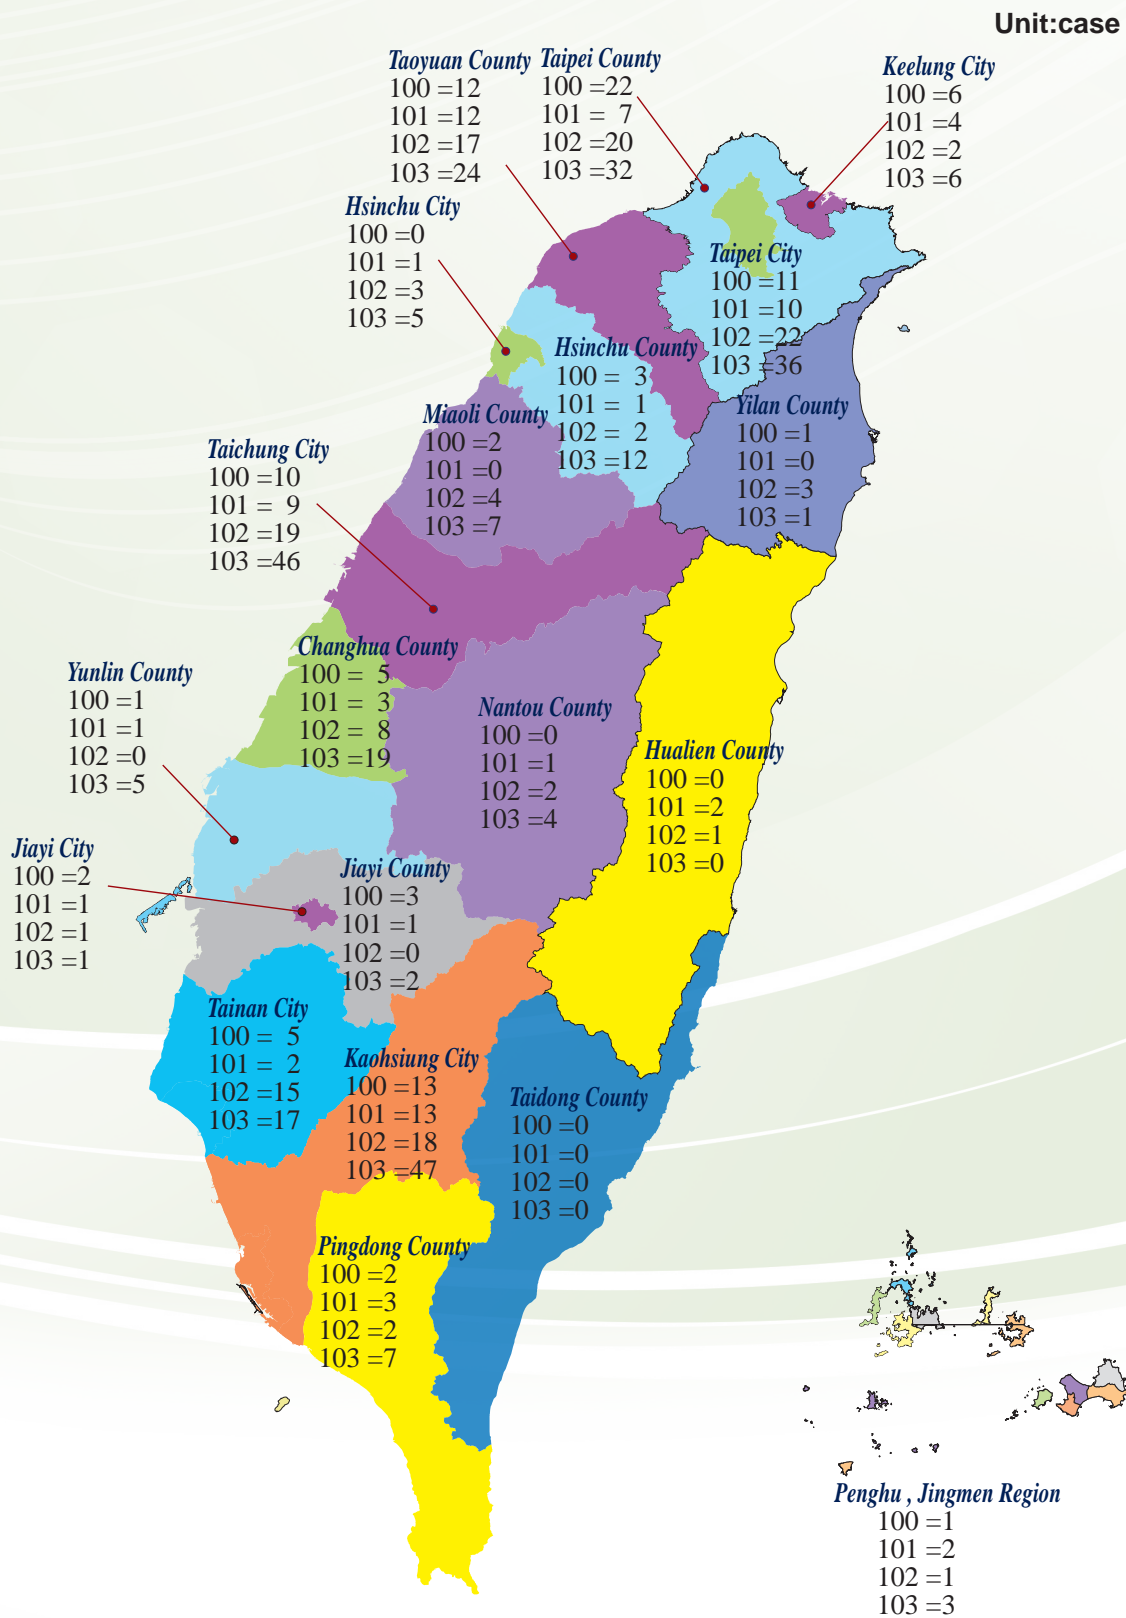 Unit:case
Taoyuan County
100 =12
101 =12
102 =17
103 =24
Taipei County
100 =22
101 = 7
102 =20
103 =32
Keelung City
100 =6
101 =4
102 =2
103 =6
Hsinchu City
100 =0
101 =1
102 =3
103 =5
Taipei City
100 =11
101 =10
102 =22
103 =36
Hsinchu County
100 = 3
101 = 1
102 = 2
103 =12
Miaoli County
100 =2
101 =0
102 =4
103 =7
Yilan County
100 =1
101 =0
102 =3
103 =1
Taichung City
100 =10
101 = 9
102 =19
103 =46
Changhua County
100 = 5
101 = 3
102 = 8
103 =19
Yunlin County
100 =1
101 =1
102 =0
103 =5
Nantou County
100 =0
101 =1
102 =2
103 =4
Hualien County
100 =0
101 =2
102 =1
103 =0
Jiayi City
100 =2
101 =1
102 =1
103 =1
Jiayi County
100 =3
101 =1
102 =0
103 =2
Tainan City
100 = 5
101 = 2
102 =15
103 =17
Kaohsiung City
100 =13
101 =13
102 =18
103 =47
Taidong County
100 =0
101 =0
102 =0
103 =0
Pingdong County
100 =2
101 =3
102 =2
103 =7
Penghu , Jingmen Region
100 =1
101 =2
102 =1
103 =3